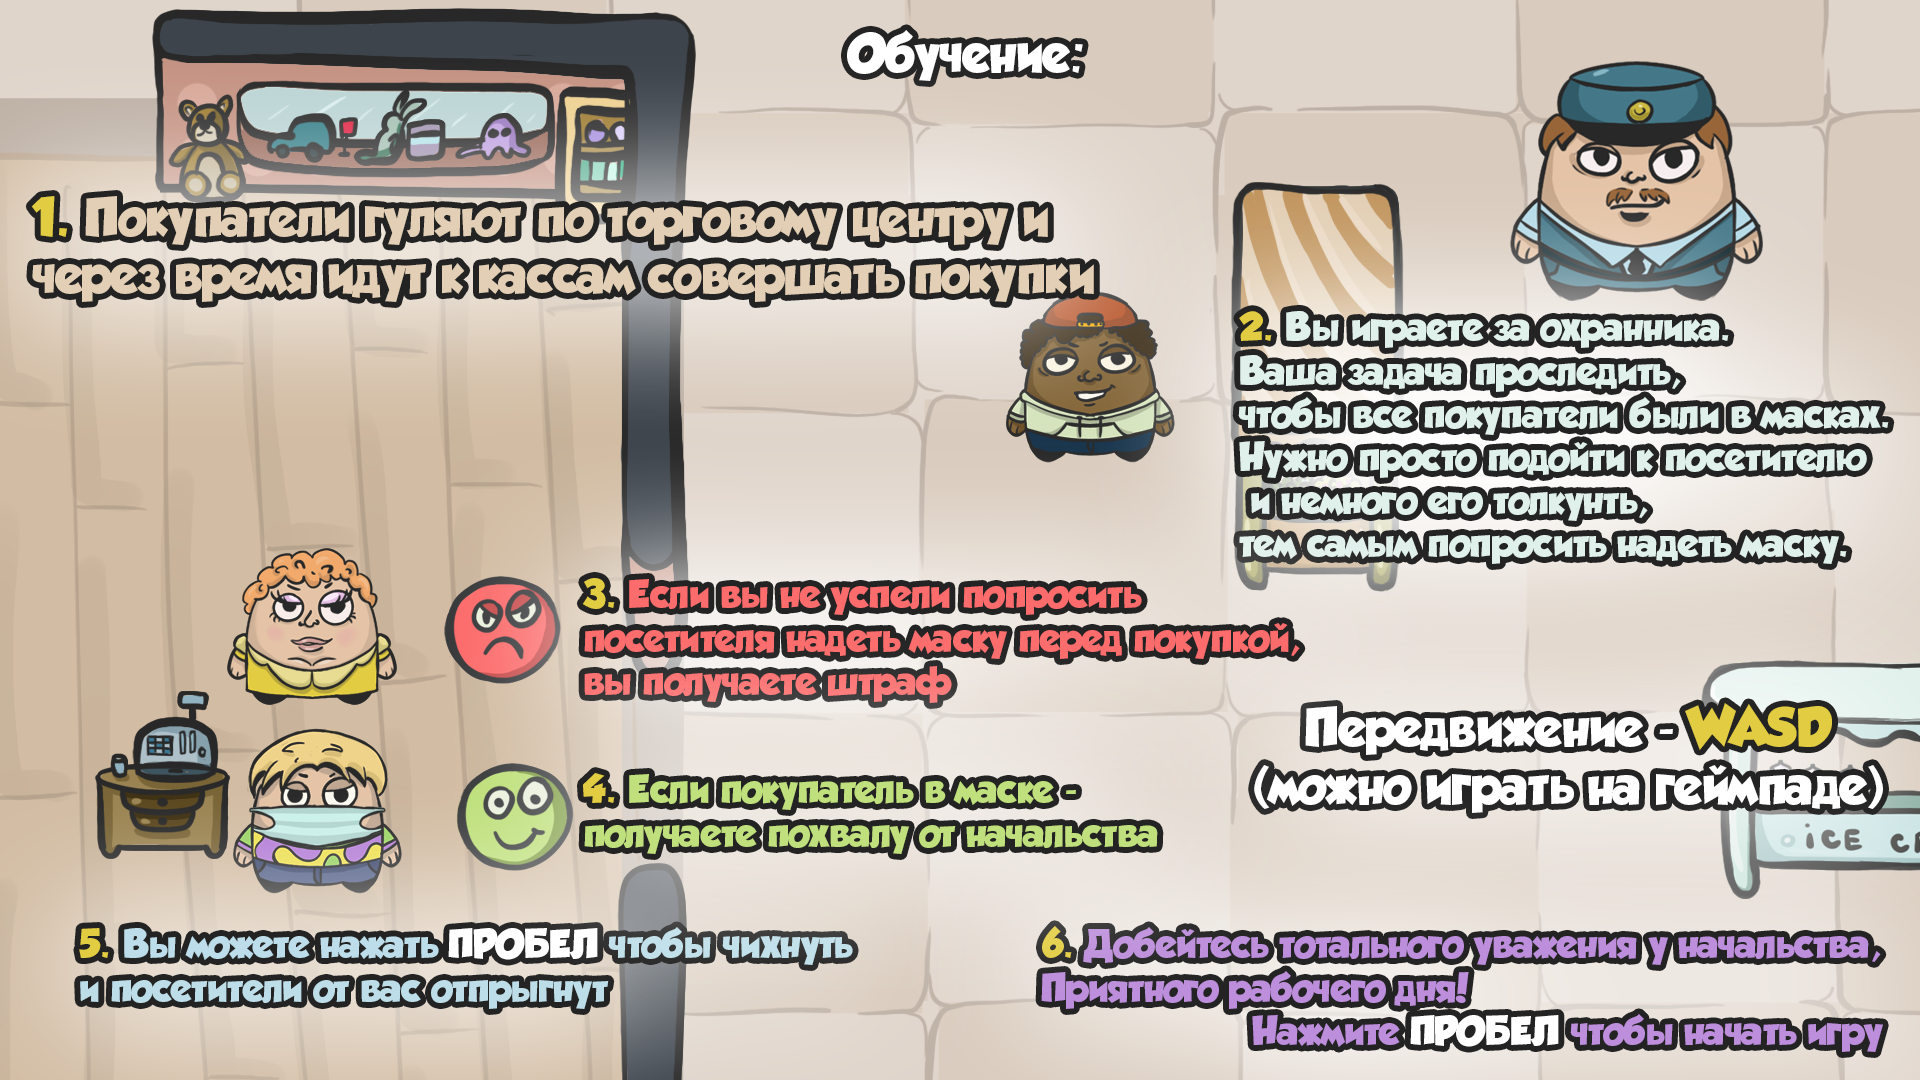 Обучение:
1. Покупатели гуляют по торговому центру и
через время идут к кассам совершать покупки
2. Вы играете за охранника.
Ваша задача проследить,
чтобы все покупатели были в масках.
Нужно просто подойти к посетителю
и немного его толкунть,
тем самым попросить надеть маску.
3. Если вы не успели попросить
посетителя надеть маску перед покупкой,
вы получаете штраф
4. Если покупатель в маске -
получаете похвалу от начальства
Передвижение - WASD
(можно играть на геймпаде)
ICE
5. Вы можете нажать ПРОБЕЛ чтобы чихнуть
и посетители от вас отпрыгнут
6. Добейтесь тотального уважения у начальства,
Приятного рабочего дня!
Нажмите ПРОБЕЛ чтобы начать игру